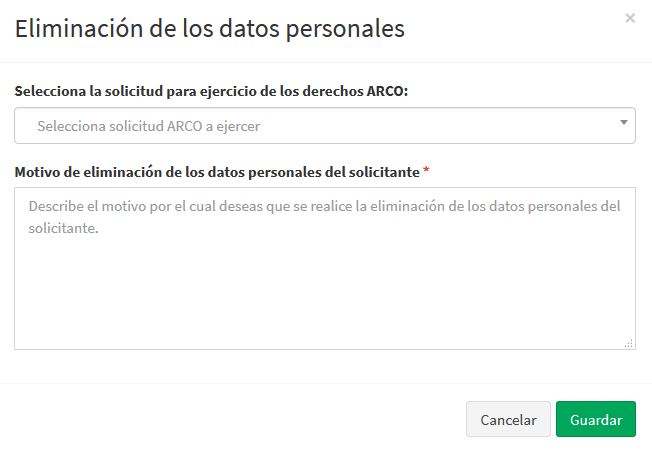 Eliminación de los datos personales
×
Selecciona la solicitud para ejercicio de los derechos ARCO:
Selecciona solicitud ARCO a ejercer
Motivo de eliminación de los datos personales del solicitante *
Describe el motivo por el cual deseas que se realice la eliminación de los datos personales del
solicitante.
Cancelar
Guardar